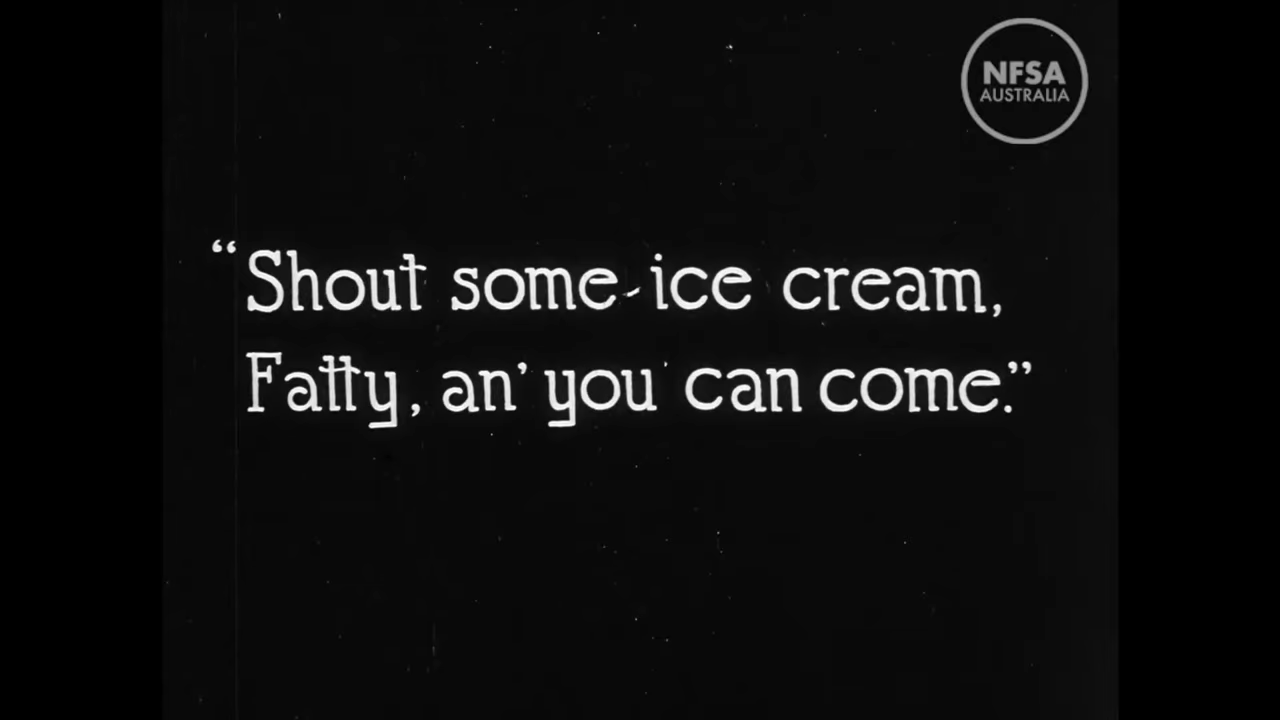 NFSA
AUSTRALIA
“Shout some ice cream,
Fatty, an’ you can come.”